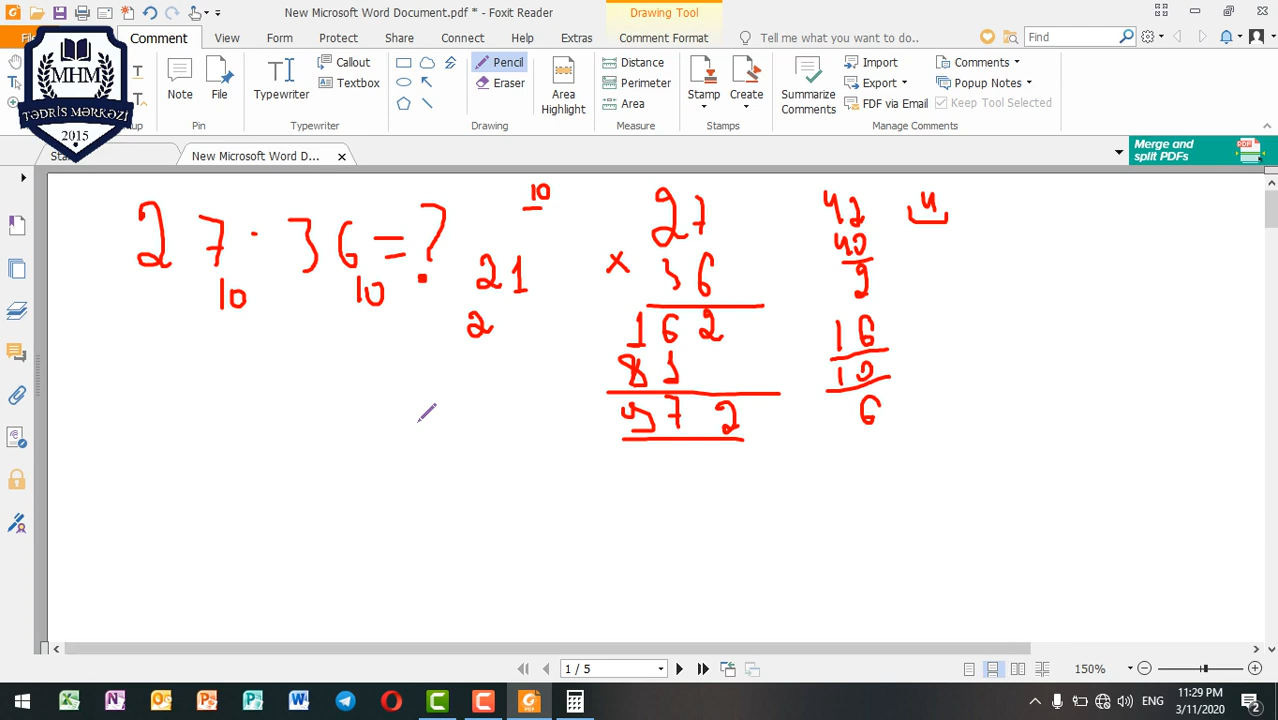 New Microsoft Word Document.pdf * - Foxit Reader
Drawing Tool
Comment
View
Form
Protect
Share
Connect
Help
Extras
Comment Format
Tell me what you want to do...
Find
T
Note
File
Typewriter
Callout
Textbox
Pencil
Eraser
Area Highlight
Distance
Perimeter
Area
Stamp
Create
Summarize Comments
Import
Export
FDF via Email
Comments
Popup Notes
Keep Tool Selected
Pin
Typewriter
Drawing
Measure
Stamps
Manage Comments
MHM
TƏDRİS MƏRKƏZİ
2015
New Microsoft Word D...
Merge and split PDFs
27 · 36 = ?
10 10
10
21
2
27
× 36
162
83
972
42
40
2
16
10
6
4
1 / 5
150%
ENG
11:29 PM
3/11/2020
2